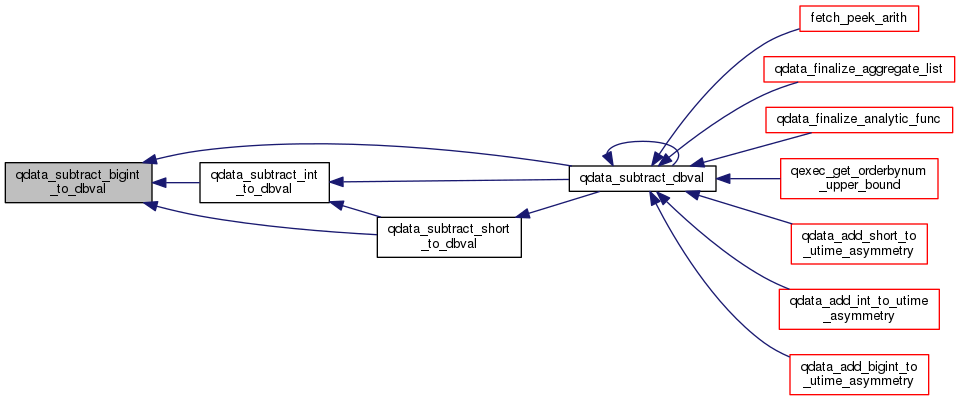 fetch_peek_arith
qdata_finalize_aggregate_list
qdata_finalize_analytic_func
qdata_subtract_bigint
_to_dbval
qdata_subtract_int
_to_dbval
qdata_subtract_dbval
qexec_get_orderbynum
_upper_bound
qdata_subtract_short
_to_dbval
qdata_add_short_to
_utime_asymmetry
qdata_add_int_to_utime
_asymmetry
qdata_add_bigint_to
_utime_asymmetry